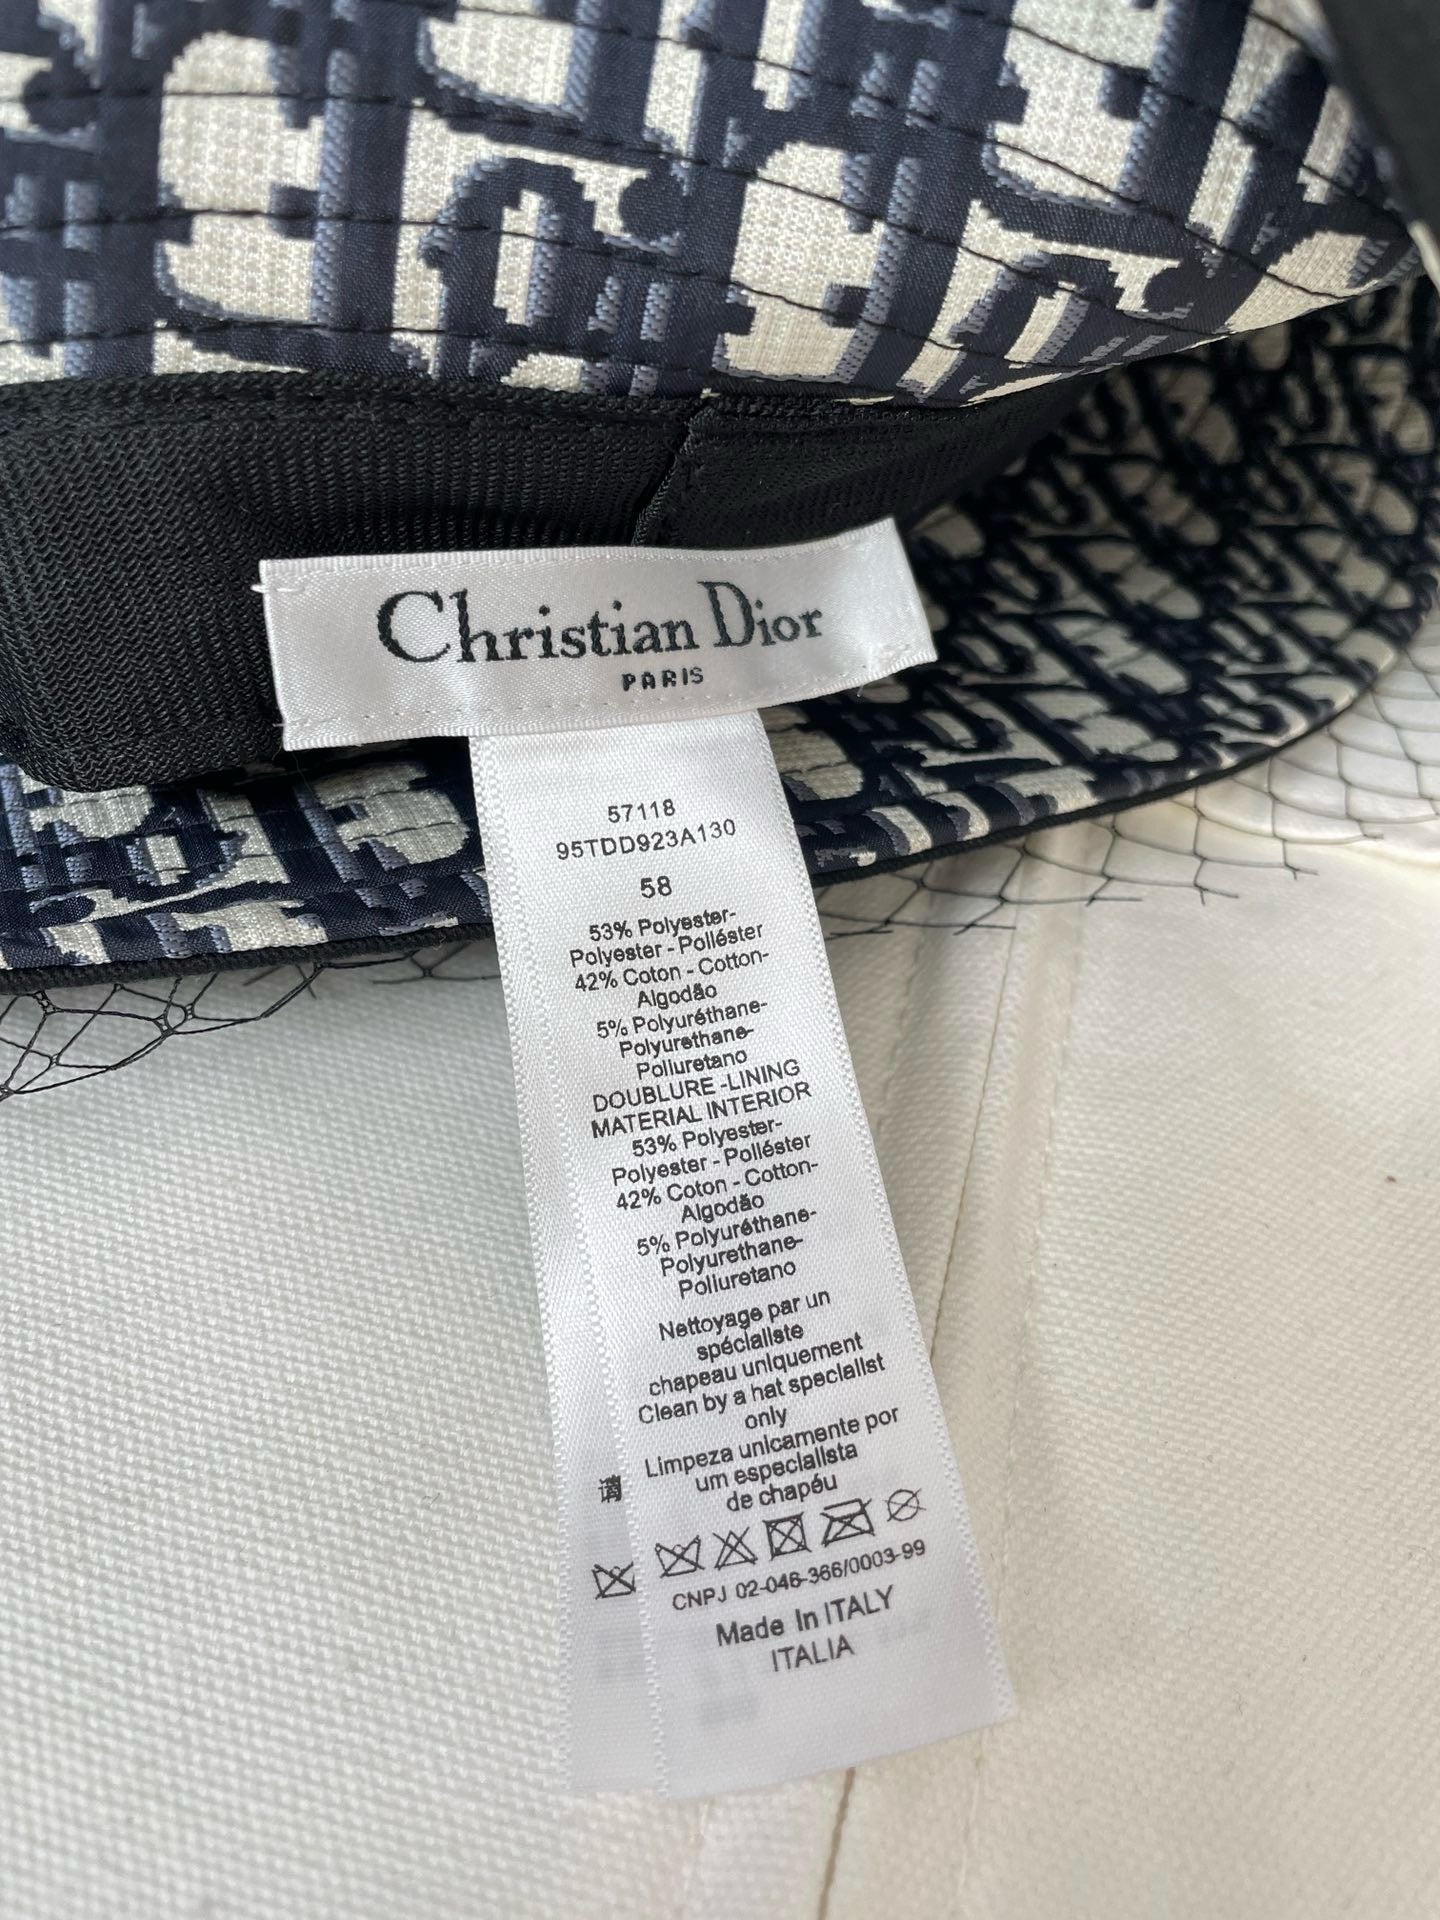 Christian Dior
PARIS
57118
95TDD923A130
58
53% Polyester-
Polyester - Poliéster
42% Coton - Cotton-
Algodão
5% Polyuréthane-
Polyurethane-
Poliuretano
DOUBLURE -LINING
MATERIAL INTERIOR
53% Polyester-
Polyester - Poliéster
42% Coton - Cotton-
Algodão
5% Polyuréthane-
Polyurethane-
Poliuretano
Nettoyage par un
spécialiste
chapeau uniquement
Clean by a hat specialist
only
Limpeza unicamente por
um especialista
de chapéu
请
CNPJ 02-046-366/0003-99
Made In ITALY
ITALIA